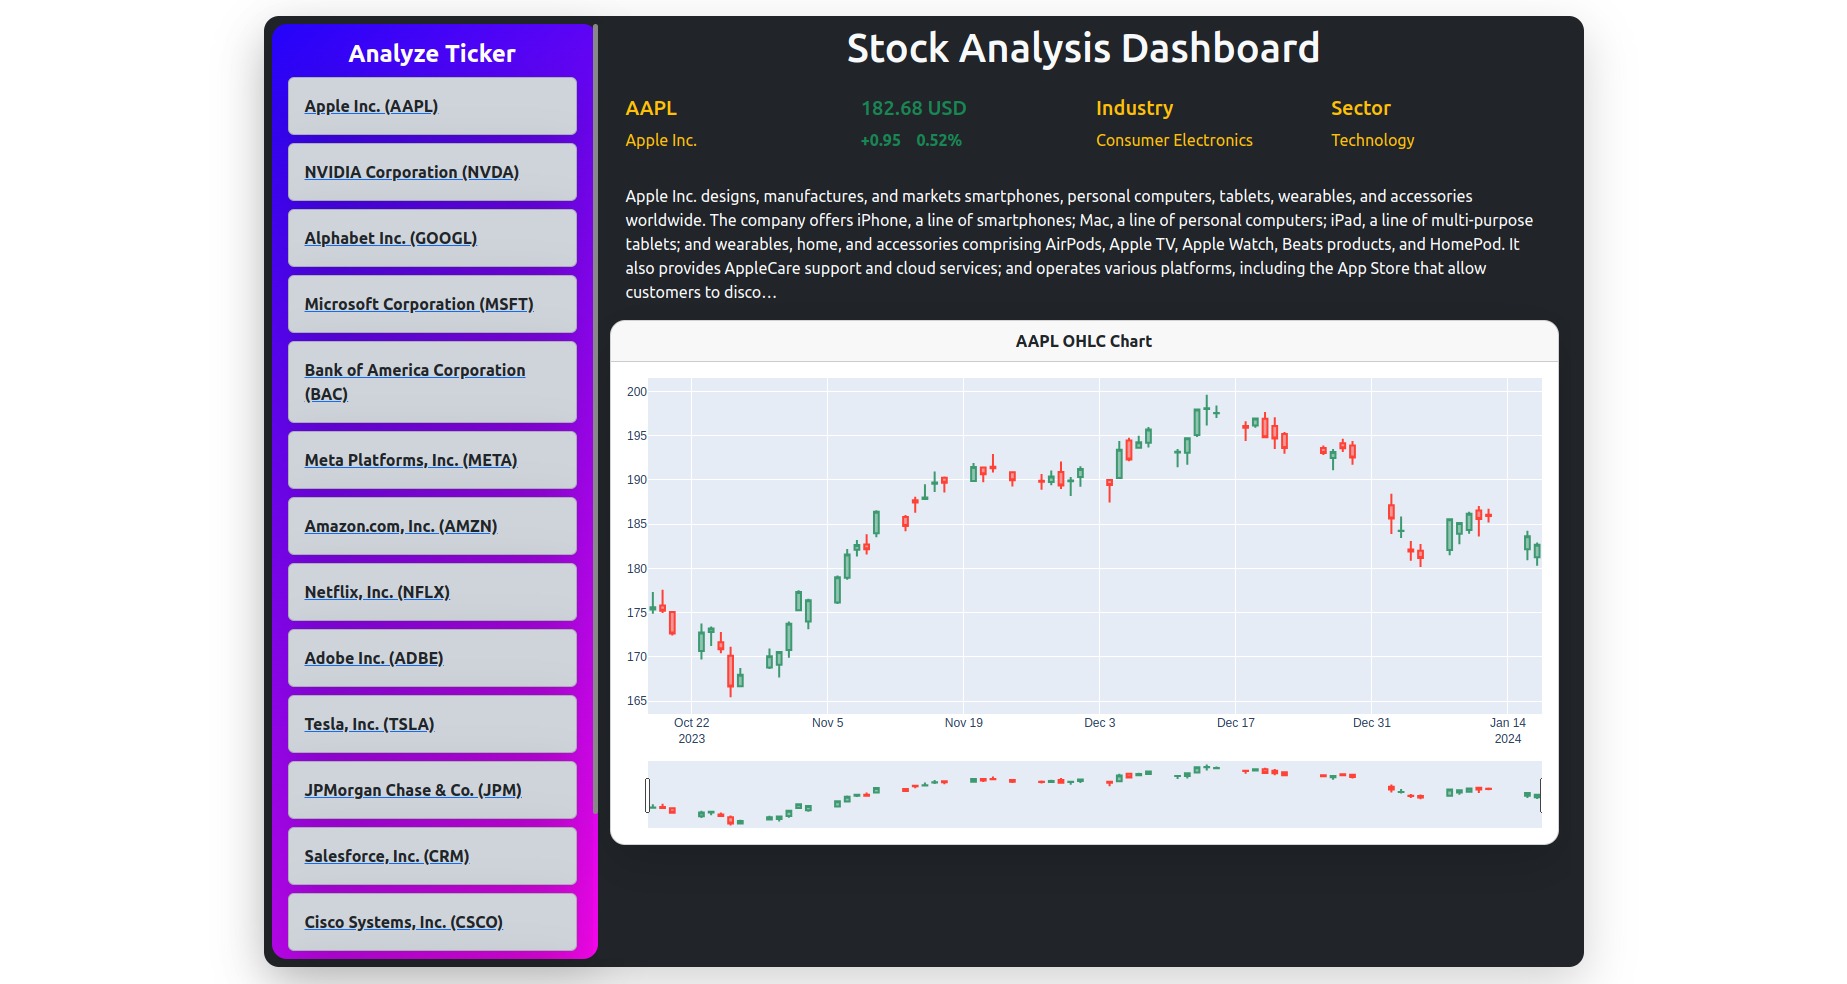 Analyze Ticker
Apple Inc. (AAPL)
NVIDIA Corporation (NVDA)
Alphabet Inc. (GOOGL)
Microsoft Corporation (MSFT)
Bank of America Corporation
(BAC)
Meta Platforms, Inc. (META)
Amazon.com, Inc. (AMZN)
Netflix, Inc. (NFLX)
Adobe Inc. (ADBE)
Tesla, Inc. (TSLA)
JPMorgan Chase & Co. (JPM)
Salesforce, Inc. (CRM)
Cisco Systems, Inc. (CSCO)
Stock Analysis Dashboard
AAPL 182.68 USD Industry Sector
Apple Inc. +0.95 0.52% Consumer Electronics Technology
Apple Inc. designs, manufactures, and markets smartphones, personal computers, tablets, wearables, and accessories
worldwide. The company offers iPhone, a line of smartphones; Mac, a line of personal computers; iPad, a line of multi-purpose
tablets; and wearables, home, and accessories comprising AirPods, Apple TV, Apple Watch, Beats products, and HomePod. It
also provides AppleCare support and cloud services; and operates various platforms, including the App Store that allow
customers to disco…
AAPL OHLC Chart
200
195
190
185
180
175
170
165
Oct 22 Nov 5 Nov 19 Dec 3 Dec 17 Dec 31 Jan 14
2023 2024